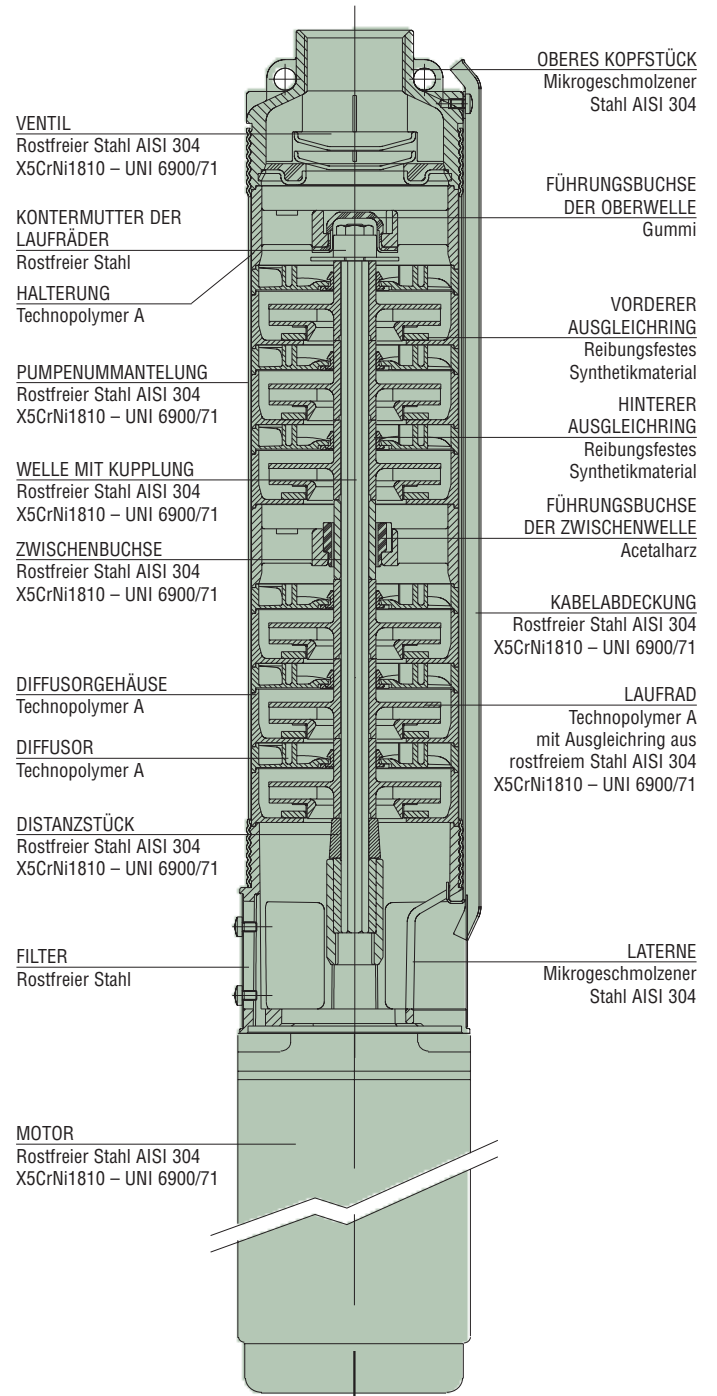 VENTIL
Rostfreier Stahl AISI 304
X5CrNi1810 – UNI 6900/71
KONTERMUTTER DER
LAUFRÄDER
Rostfreier Stahl
HALTERUNG
Technopolymer A
PUMPENUMMANTELUNG
Rostfreier Stahl AISI 304
X5CrNi1810 – UNI 6900/71
WELLE MIT KUPPLUNG
Rostfreier Stahl AISI 304
X5CrNi1810 – UNI 6900/71
ZWISCHENBUCHSE
Rostfreier Stahl AISI 304
X5CrNi1810 – UNI 6900/71
DIFFUSORGEHÄUSE
Technopolymer A
DIFFUSOR
Technopolymer A
DISTANZSTÜCK
Rostfreier Stahl AISI 304
X5CrNi1810 – UNI 6900/71
FILTER
Rostfreier Stahl
MOTOR
Rostfreier Stahl AISI 304
X5CrNi1810 – UNI 6900/71
OBERES KOPFSTÜCK
Mikrogeschmolzener
Stahl AISI 304
FÜHRUNGSBUCHSE
DER OBERWELLE
Gummi
VORDERER
AUSGLEICHRING
Reibungsfestes
Synthetikmaterial
HINTERER
AUSGLEICHRING
Reibungsfestes
Synthetikmaterial
FÜHRUNGSBUCHSE
DER ZWISCHENWELLE
Acetalharz
KABELABDECKUNG
Rostfreier Stahl AISI 304
X5CrNi1810 – UNI 6900/71
LAUFRAD
Technopolymer A
mit Ausgleichring aus
rostfreiem Stahl AISI 304
X5CrNi1810 – UNI 6900/71
LATERNE
Mikrogeschmolzener
Stahl AISI 304